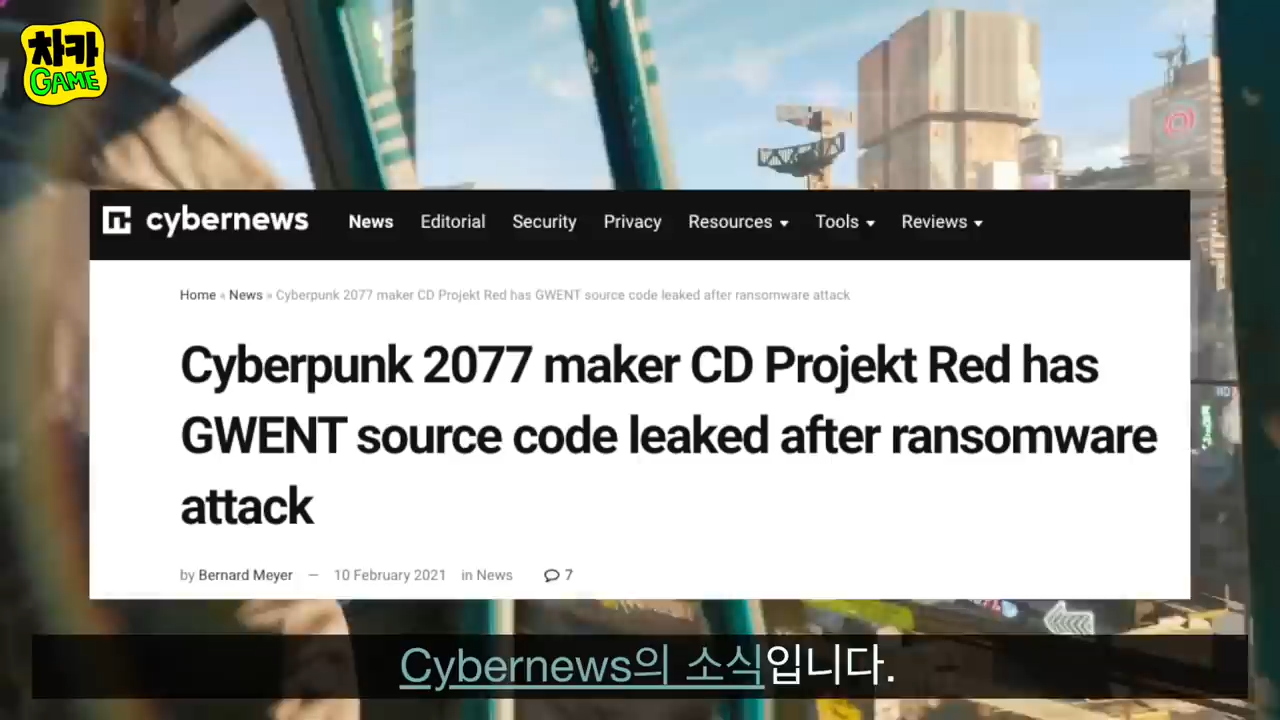 차카
GAME
cybernews
News Editorial Security Privacy Resources Tools Reviews
Home « News » Cyberpunk 2077 maker CD Projekt Red has GWENT source code leaked after ransomware attack
Cyberpunk 2077 maker CD Projekt Red has
GWENT source code leaked after ransomware
attack
by Bernard Meyer — 10 February 2021 in News 7
Cybernews의 소식입니다.